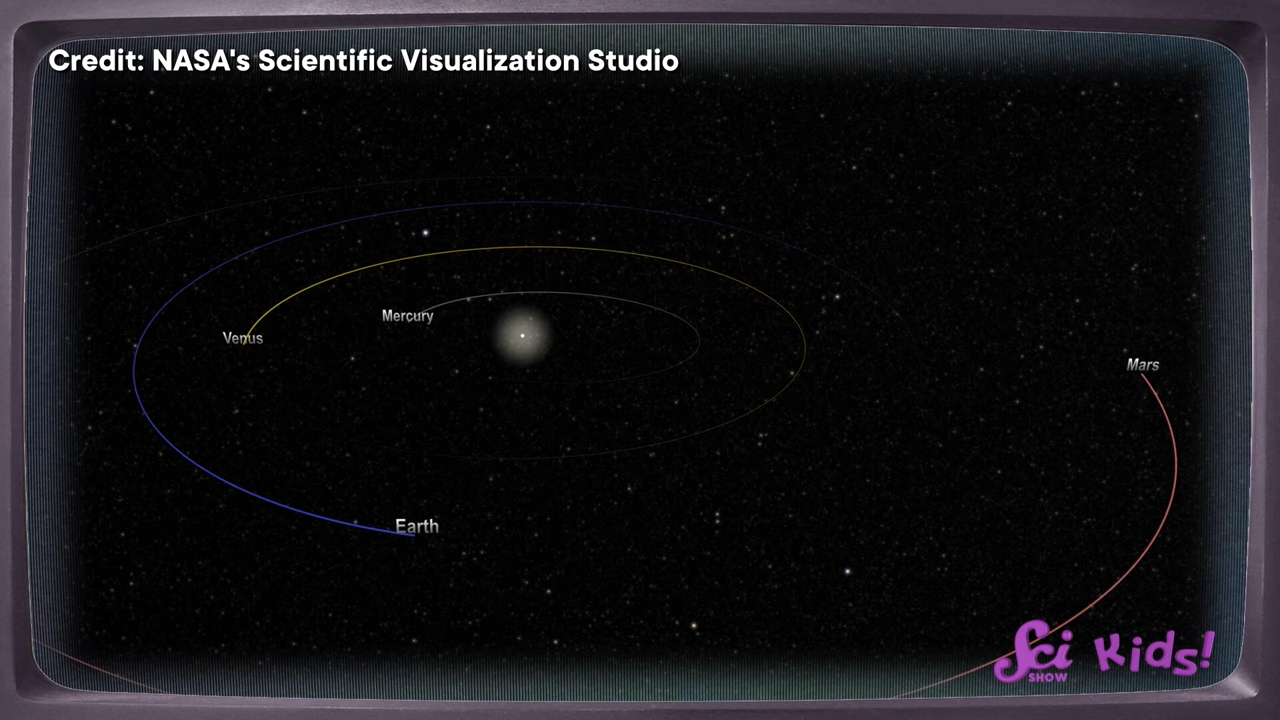 Credit: NASA's Scientific Visualization Studio
Mercury
Venus
Mars
Earth
Sci Kids!
SHOW